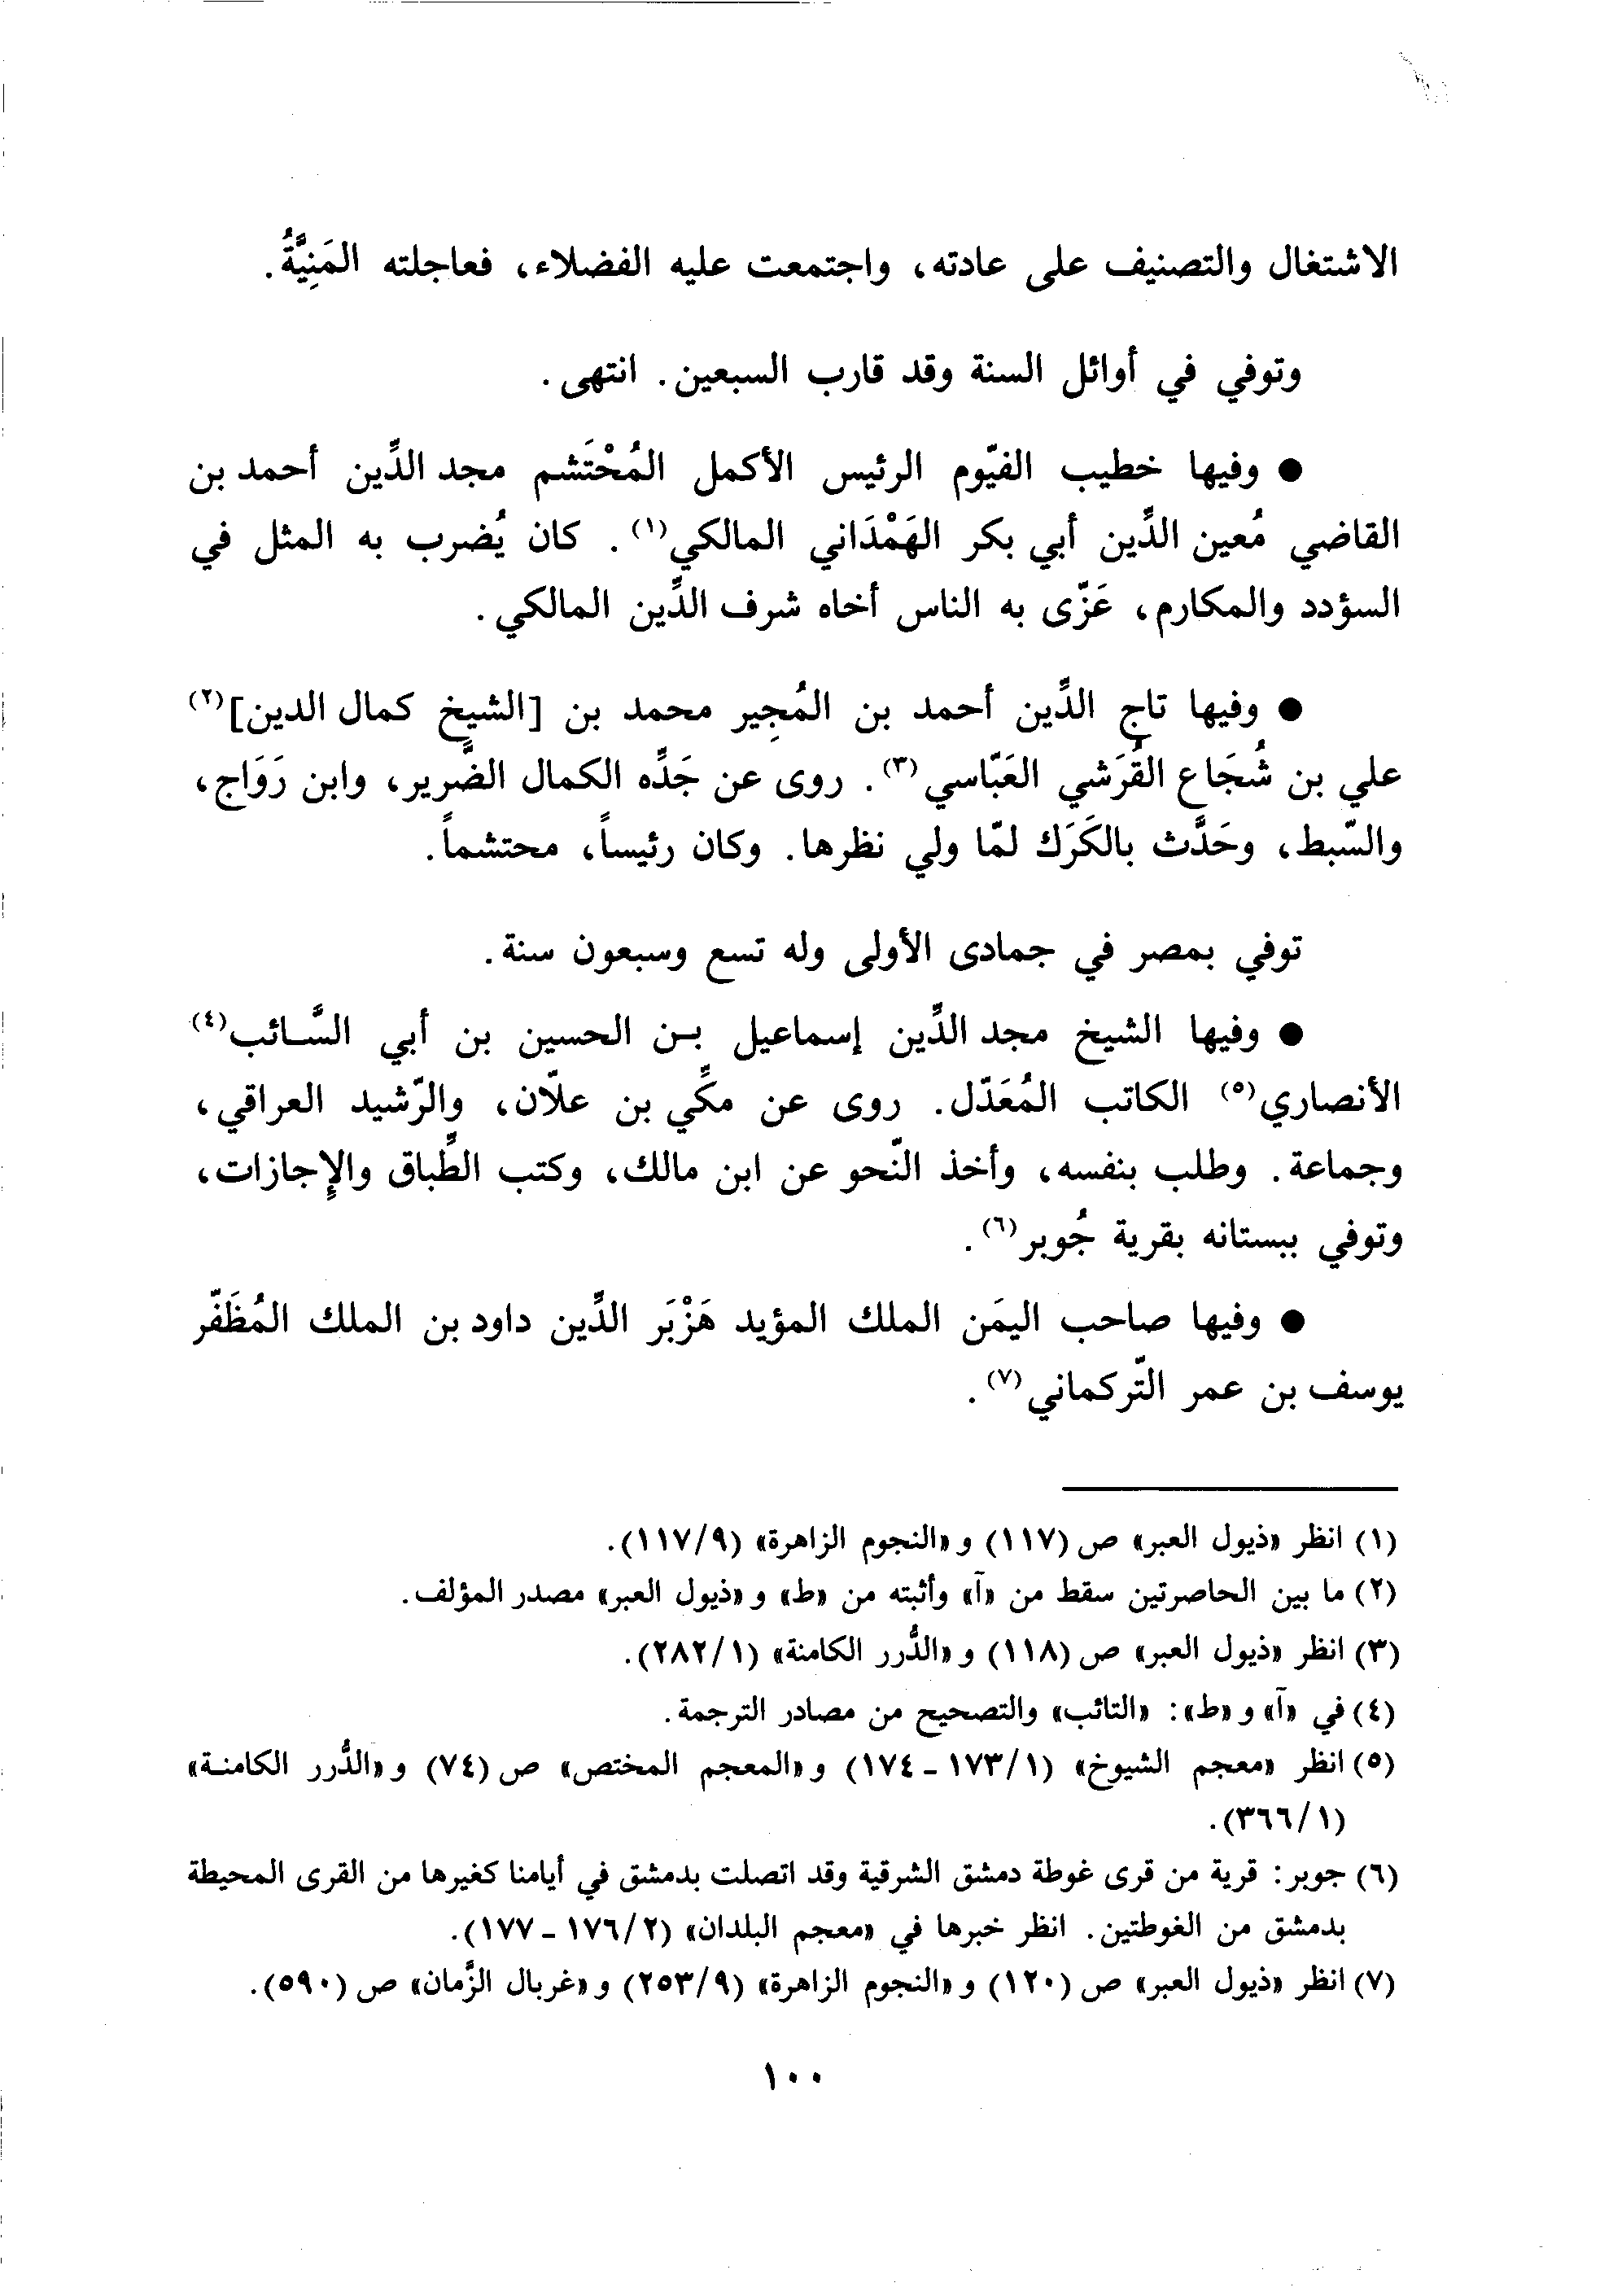 الاشتغال والتصنيف على عادته، واجتمعت عليه الفضلاء، فعاجلته المَنِيَّةُ.
وتوفي في أوائل السنة وقد قارب السبعين. انتهى.
● وفيها خطيب الفيّوم الرئيس الأكمل المُحْتَشم مجد الدِّين أحمد بن
القاضي مُعين الدِّين أبي بكر الهَمْدَاني المالكي(١). كان يُضرب به المثل في
السؤدد والمكارم، عَزّى به الناس أخاه شرف الدِّين المالكي.
● وفيها تاج الدِّين أحمد بن المُجِير محمد بن [الشيخ كمال الدين](٢)
علي بن شُجَاع القُرَشي العَبّاسي(٣). روى عن جَدِّه الكمال الضَّرير، وابن رَوَاج،
والسّبط، وحَدَّث بالكَرَك لمّا ولي نظرها. وكان رئيساً، محتشماً.
توفي بمصر في جمادى الأولى وله تسع وسبعون سنة.
● وفيها الشيخ مجد الدِّين إسماعيل بـن الحسين بن أبي السَّـائب(٤)
الأنصاري(٥) الكاتب المُعَدّل. روى عن مكِّي بن علاّن، والرّشيد العراقي،
وجماعة. وطلب بنفسه، وأخذ النّحو عن ابن مالك، وكتب الطِّباق والإِجازات،
وتوفي ببستانه بقرية جُوبر(٦).
● وفيها صاحب اليمَن الملك المؤيد هَزْبَر الدِّين داود بن الملك المُظَفّر
يوسف بن عمر التّركماني(٧).
(١) انظر «ذيول العبر» ص (١١٧) و «النجوم الزاهرة» (١١٧/٩).
(٢) ما بين الحاصرتين سقط من «آ» وأثبته من «ط» و «ذيول العبر» مصدر المؤلف.
(٣) انظر «ذيول العبر» ص (١١٨) و «الدُّرر الكامنة» (٢٨٢/١).
(٤) في «آ» و «ط»: «التائب» والتصحيح من مصادر الترجمة.
(٥) انظر «معجم الشيوخ» (١٧٣/١ - ١٧٤) و «المعجم المختص» ص (٧٤) و «الدُّرر الكامنـة»
(٣٦٦/١).
(٦) جوبر: قرية من قرى غوطة دمشق الشرقية وقد اتصلت بدمشق في أيامنا كغيرها من القرى المحيطة
بدمشق من الغوطتين. انظر خبرها في «معجم البلدان» (١٧٦/٢ - ١٧٧).
(٧) انظر «ذيول العبر» ص (١٢٠) و «النجوم الزاهرة» (٢٥٣/٩) و «غربال الزَّمان» ص (٥٩٠).
١٠٠